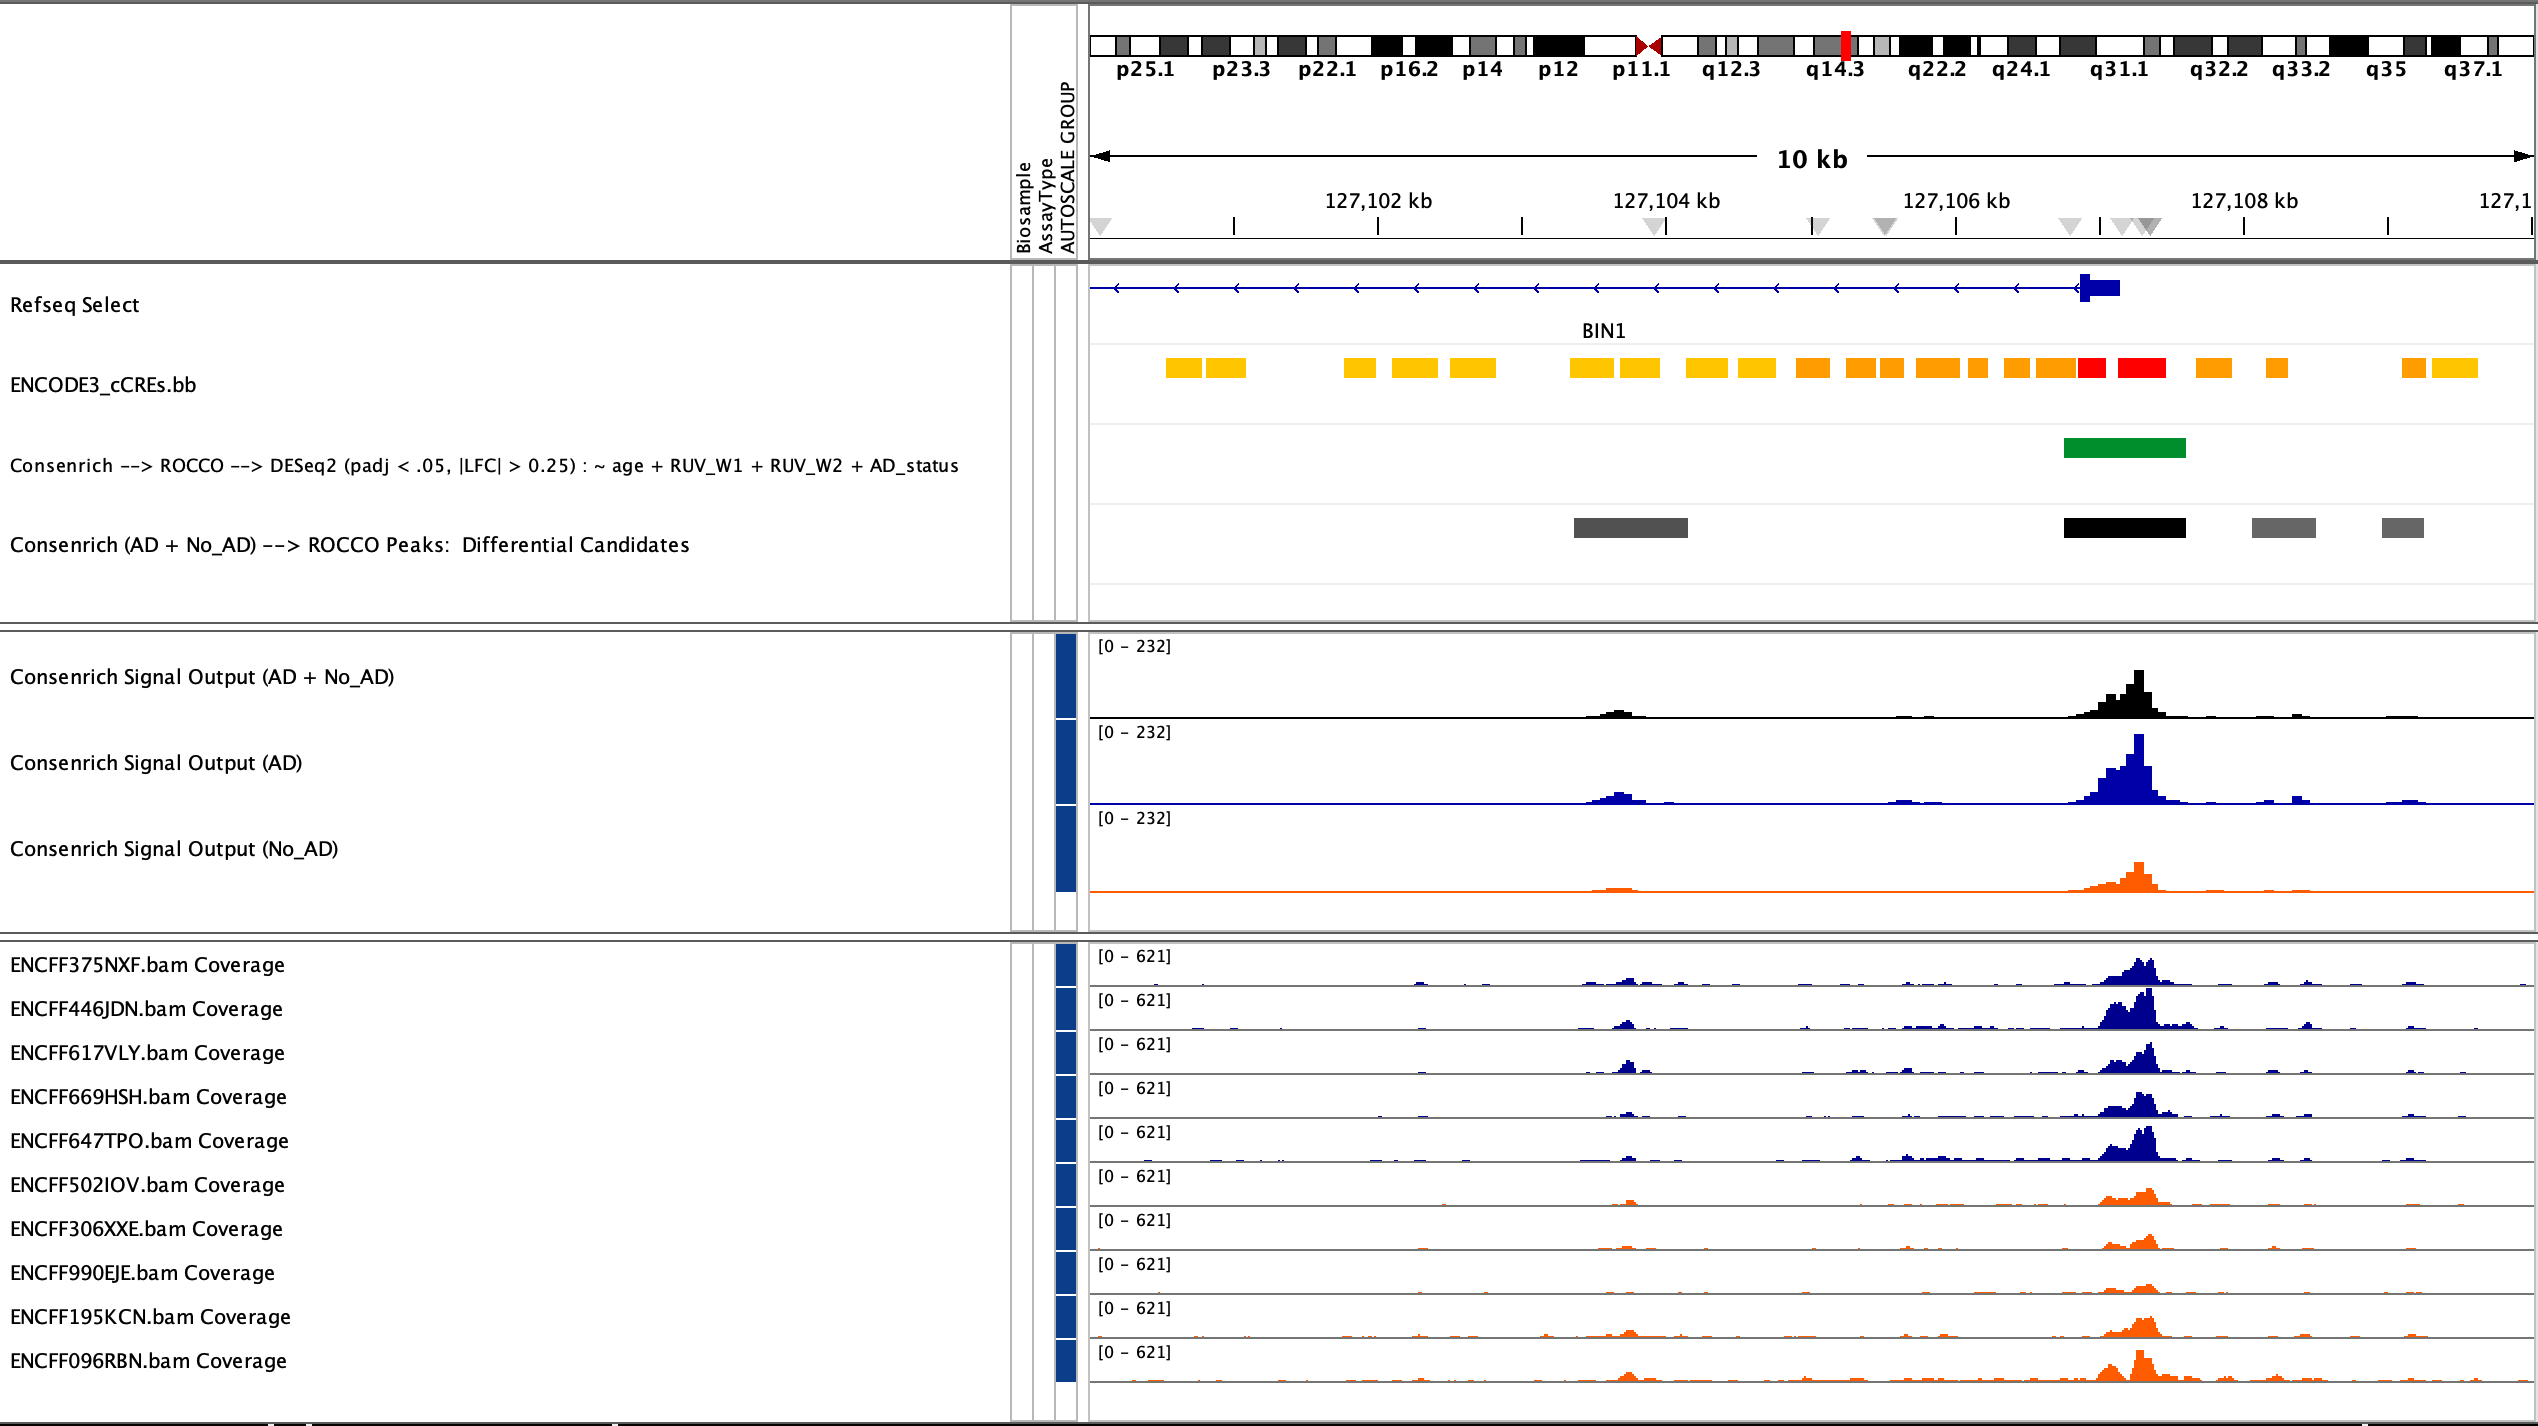 p25.1 p23.3 p22.1 p16.2 p14 p12 p11.1 q12.3 q14.3 q22.2 q24.1 q31.1 q32.2 q33.2 q35 q37.1
Biosample
AssayType
AUTOSCALE GROUP
10 kb
127,102 kb 127,104 kb 127,106 kb 127,108 kb 127,1
Refseq Select
BIN1
ENCODE3_cCREs.bb
Consenrich --> ROCCO --> DESeq2 (padj < .05, |LFC| > 0.25) : ~ age + RUV_W1 + RUV_W2 + AD_status
Consenrich (AD + No_AD) --> ROCCO Peaks: Differential Candidates
[0 - 232]
Consenrich Signal Output (AD + No_AD)
[0 - 232]
Consenrich Signal Output (AD)
[0 - 232]
Consenrich Signal Output (No_AD)
ENCFF375NXF.bam Coverage [0 - 621]
ENCFF446JDN.bam Coverage [0 - 621]
ENCFF617VLY.bam Coverage [0 - 621]
ENCFF669HSH.bam Coverage [0 - 621]
ENCFF647TPO.bam Coverage [0 - 621]
ENCFF502IOV.bam Coverage [0 - 621]
ENCFF306XXE.bam Coverage [0 - 621]
ENCFF990EJE.bam Coverage [0 - 621]
ENCFF195KCN.bam Coverage [0 - 621]
ENCFF096RBN.bam Coverage [0 - 621]